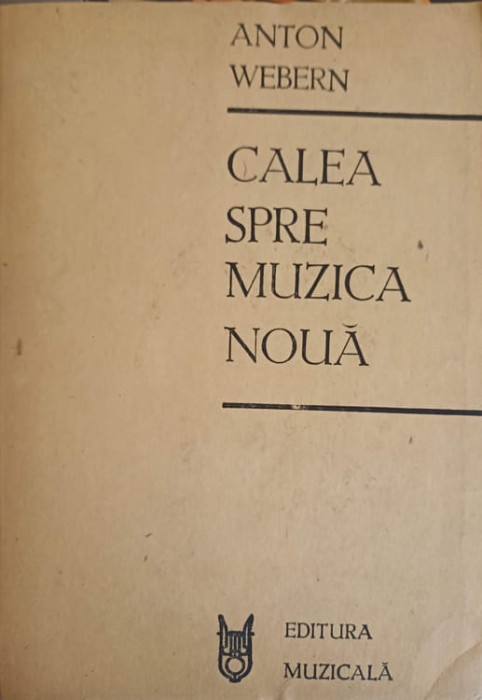 ANTON
WEBERN
CALEA
SPRE
MUZICA
NOUĂ
EDITURA
MUZICALĂ